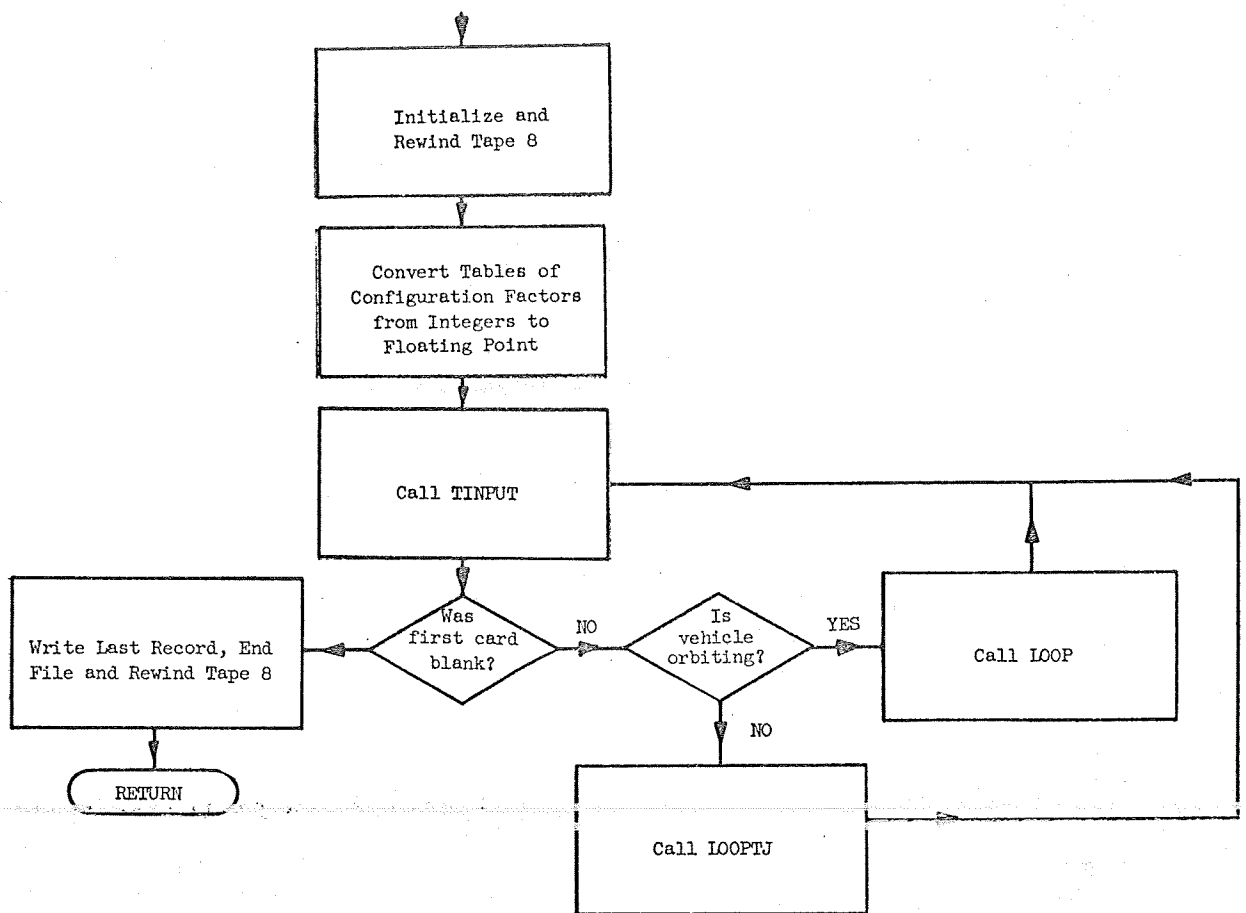 Initialize and
Rewind Tape 8
Convert Tables of
Configuration Factors
from Integers to
Floating Point
Call TINPUT
Was
first card
blank?
NO
Is
vehicle
orbiting?
YES
Call LOOP
Write Last Record, End
File and Rewind Tape 8
NO
RETURN
Call LOOPTJ